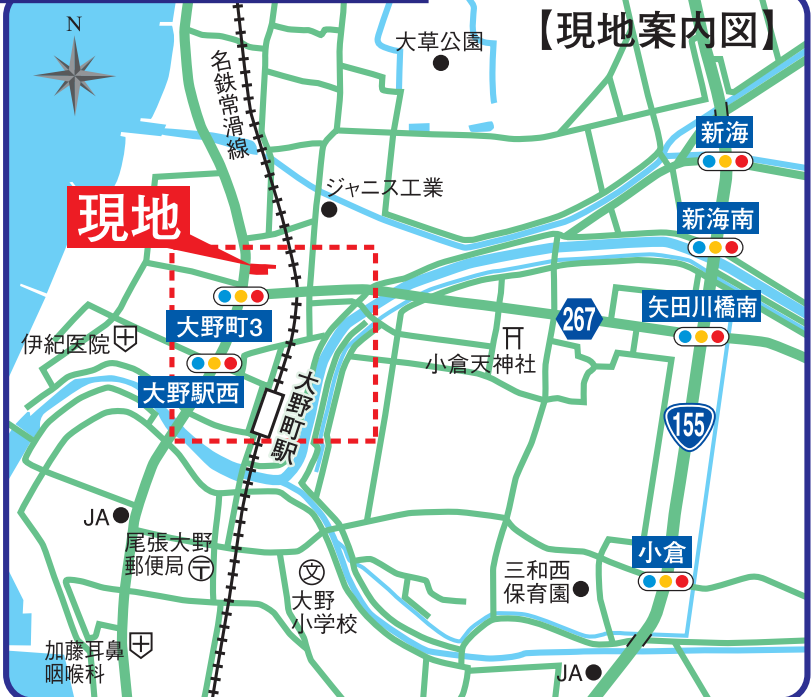 【現地案内図】
N
大草公園
名鉄常滑線
新海
ジャニス工業
現地
新海南
267
矢田川橋南
大野町3
伊紀医院
小倉天神社
大野駅西
大野町駅
155
JA
尾張大野
郵便局
小倉
文
大野
小学校
三和西
保育園
加藤耳鼻
咽喉科
JA